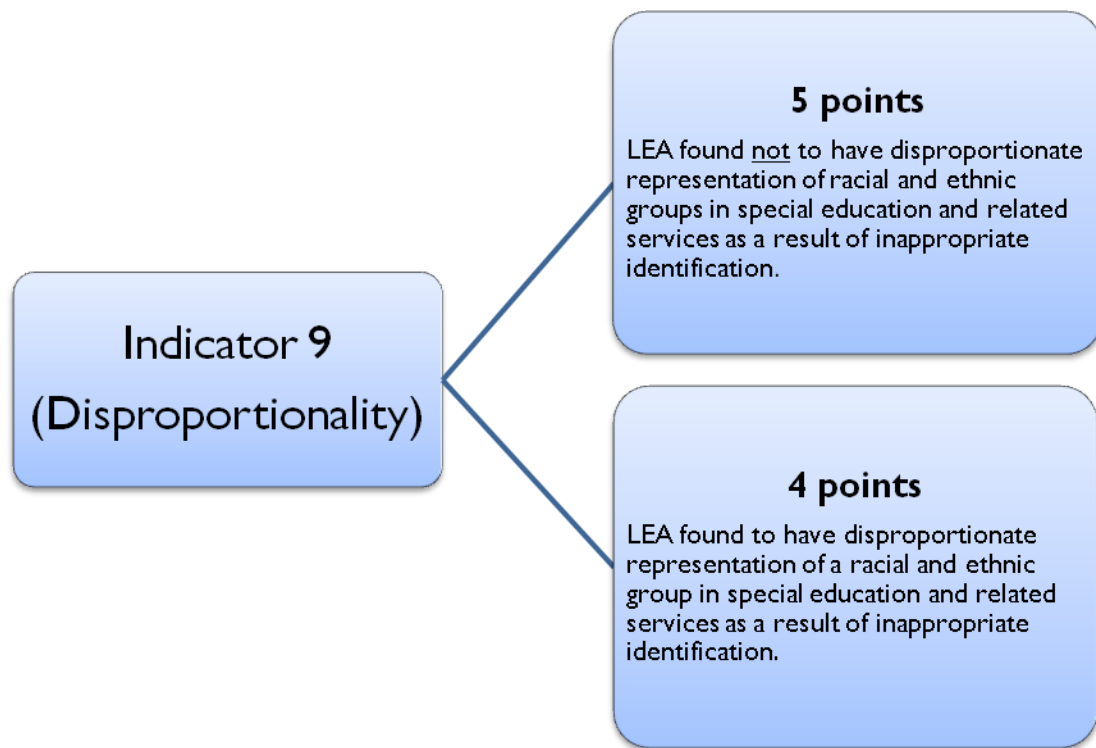 Indicator 9
(Disproportionality)
5 points
LEA found not to have disproportionate
representation of racial and ethnic
groups in special education and related
services as a result of inappropriate
identification.
4 points
LEA found to have disproportionate
representation of a racial and ethnic
group in special education and related
services as a result of inappropriate
identification.